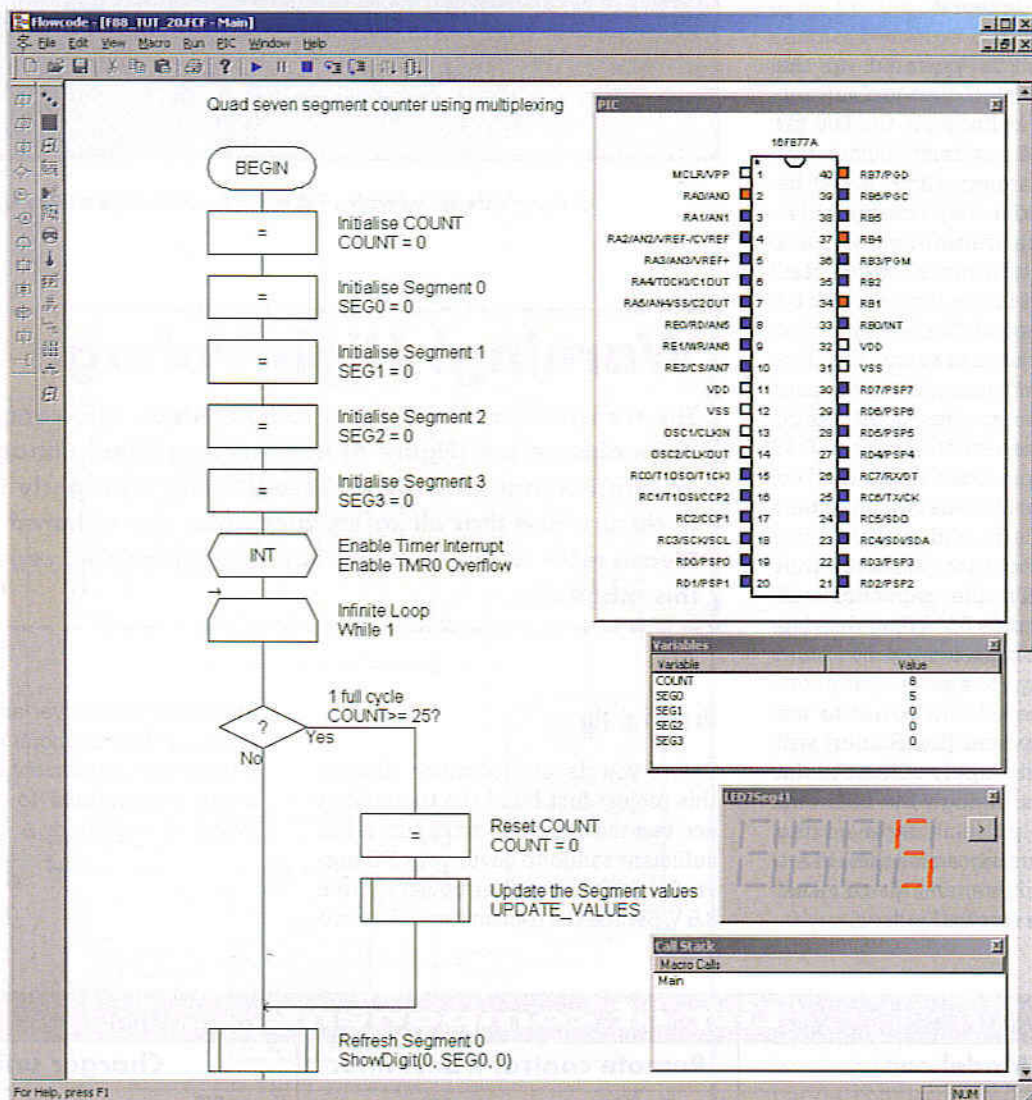 Flowcode - [F88_TUT_20.FCF - Main]
File Edit View Macro Run PIC Window Help
Quad seven segment counter using multiplexing
BEGIN
=
Initialise COUNT
COUNT = 0
=
Initialise Segment 0
SEG0 = 0
=
Initialise Segment 1
SEG1 = 0
=
Initialise Segment 2
SEG2 = 0
=
Initialise Segment 3
SEG3 = 0
INT
Enable Timer Interrupt
Enable TMR0 Overflow
Infinite Loop
While 1
1 full cycle
COUNT>= 25?
?
Yes
No
=
Reset COUNT
COUNT = 0
Update the Segment values
UPDATE_VALUES
Refresh Segment 0
ShowDigit(0, SEG0, 0)
PIC
16F877A
MCLR/VPP 1 40 RB7/PGD
RA0/AN0 2 39 RB6/PGC
RA1/AN1 3 38 RB5
RA2/AN2/VREF-/CVREF 4 37 RB4
RA3/AN3/VREF+ 5 36 RB3/PGM
RA4/T0CKI/C1OUT 6 35 RB2
RA5/AN4/SS/C2OUT 7 34 RB1
RE0/RD/AN5 8 33 RB0/INT
RE1/WR/AN6 9 32 VDD
RE2/CS/AN7 10 31 VSS
VDD 11 30 RD7/PSP7
VSS 12 29 RD6/PSP6
OSC1/CLKIN 13 28 RD5/PSP5
OSC2/CLKOUT 14 27 RD4/PSP4
RC0/T1OSO/T1CKI 15 26 RC7/RX/DT
RC1/T1OSI/CCP2 16 25 RC6/TX/CK
RC2/CCP1 17 24 RC5/SDO
RC3/SCK/SCL 18 23 RC4/SDI/SDA
RD0/PSP0 19 22 RD3/PSP3
RD1/PSP1 20 21 RD2/PSP2
Variables
Variable Value
COUNT 8
SEG0 5
SEG1 0
SEG2 0
SEG3 0
LED7Seg4(1)
5
Call Stack
Macro Calls
Main
For Help, press F1
NUM